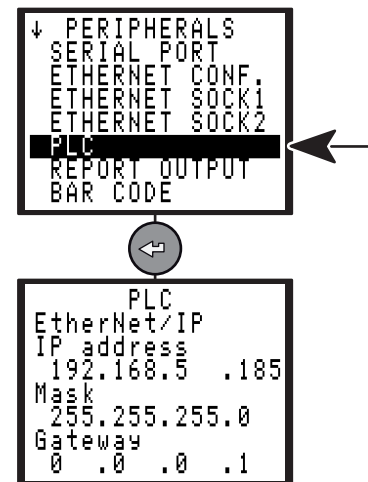 ↓ PERIPHERALS
SERIAL PORT
ETHERNET CONF.
ETHERNET SOCK1
ETHERNET SOCK2
PLC
REPORT OUTPUT
BAR CODE
PLC
EtherNet/IP
IP address
192.168.5 .185
Mask
255.255.255.0
Gateway
0 .0 .0 .1